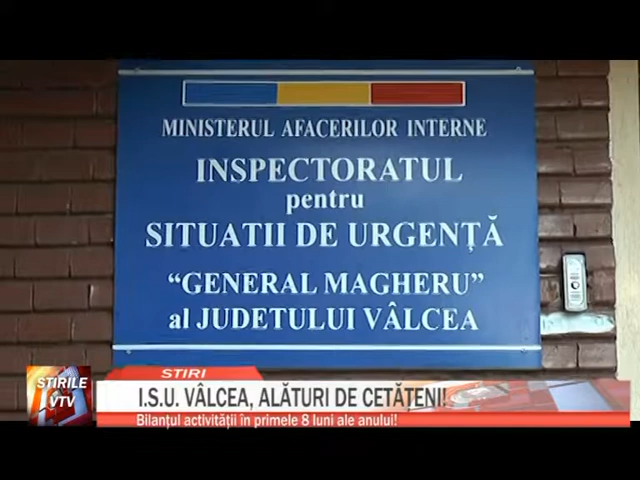 MINISTERUL AFACERILOR INTERNE
INSPECTORATUL
pentru
SITUATII DE URGENȚĂ
"GENERAL MAGHERU"
al JUDETULUI VÂLCEA
STIRI
STIRILE
VTV
I.S.U. VÂLCEA, ALĂTURI DE CETĂȚENI!
Bilanțul activității în primele 8 luni ale anului!